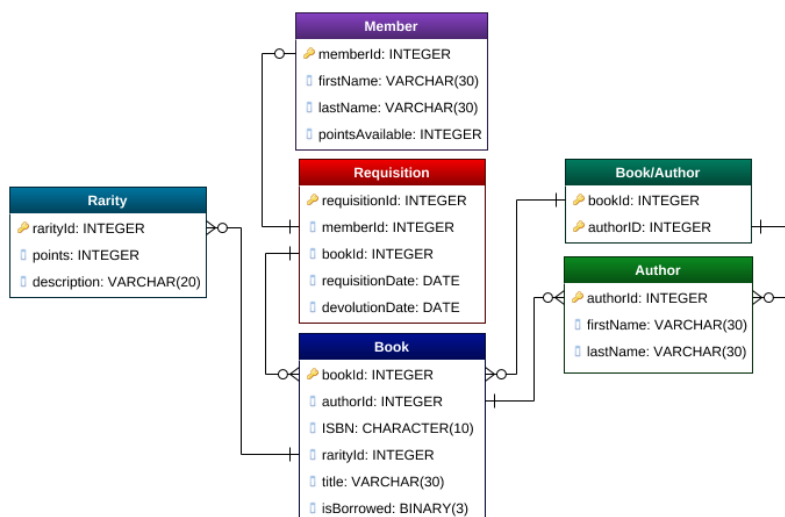 Member
memberId: INTEGER
firstName: VARCHAR(30)
lastName: VARCHAR(30)
pointsAvailable: INTEGER
Requisition
requisitionId: INTEGER
memberId: INTEGER
bookId: INTEGER
requisitionDate: DATE
devolutionDate: DATE
Book/Author
bookId: INTEGER
authorID: INTEGER
Rarity
rarityId: INTEGER
points: INTEGER
description: VARCHAR(20)
Author
authorId: INTEGER
firstName: VARCHAR(30)
lastName: VARCHAR(30)
Book
bookId: INTEGER
authorId: INTEGER
ISBN: CHARACTER(10)
rarityId: INTEGER
title: VARCHAR(30)
isBorrowed: BINARY(3)